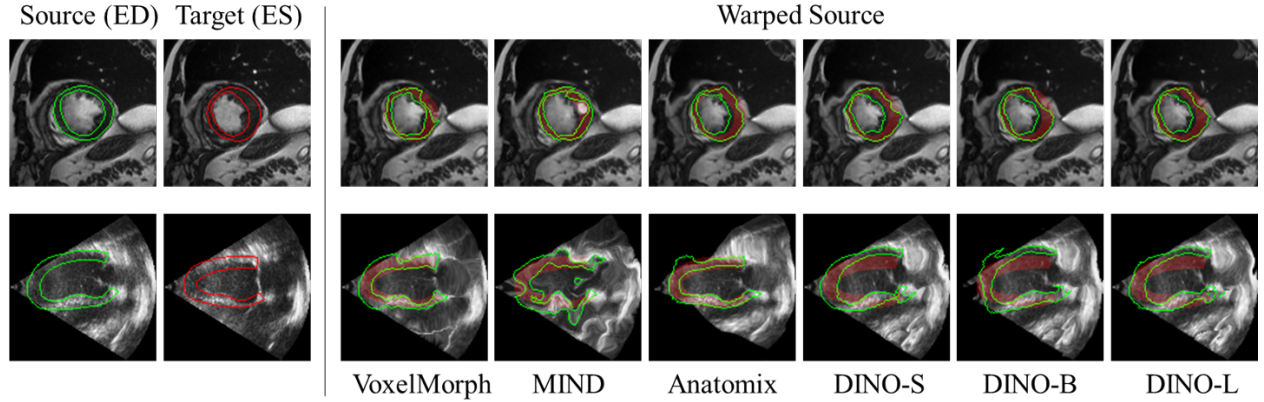 Source (ED) Target (ES) Warped Source
VoxelMorph MIND Anatomix DINO-S DINO-B DINO-L